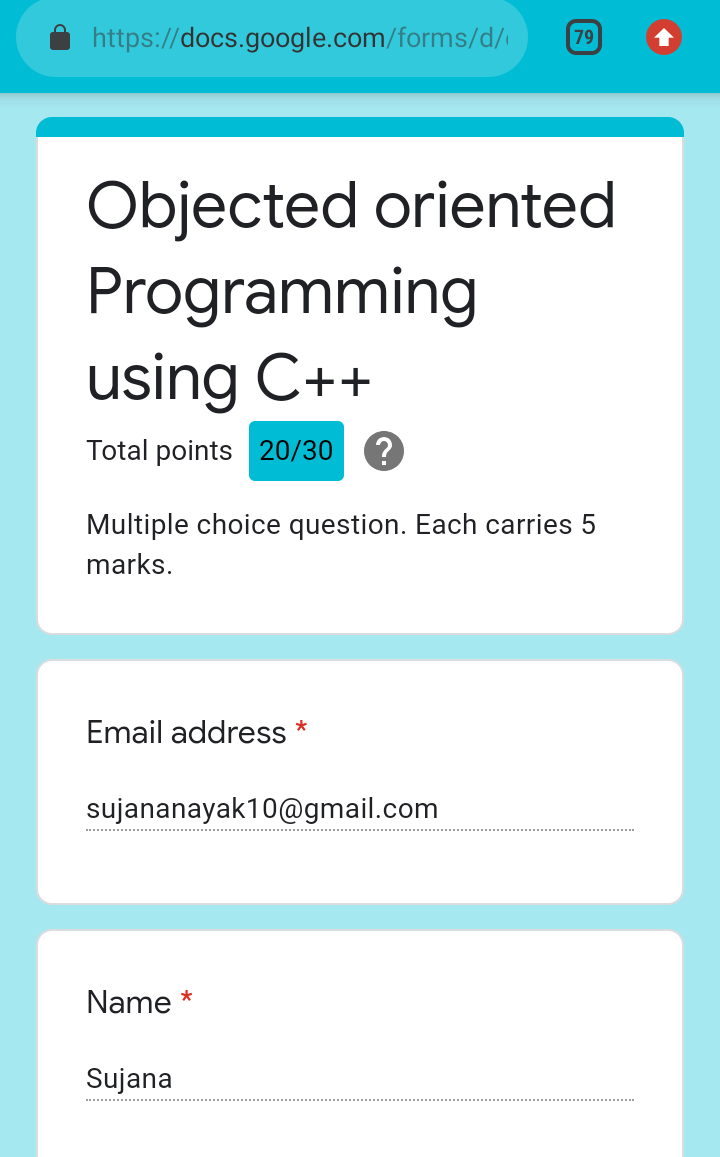 https://docs.google.com/forms/d/
79
Objected oriented
Programming
using C++
Total points 20/30 ?
Multiple choice question. Each carries 5
marks.
Email address *
sujananayak10@gmail.com
Name *
Sujana